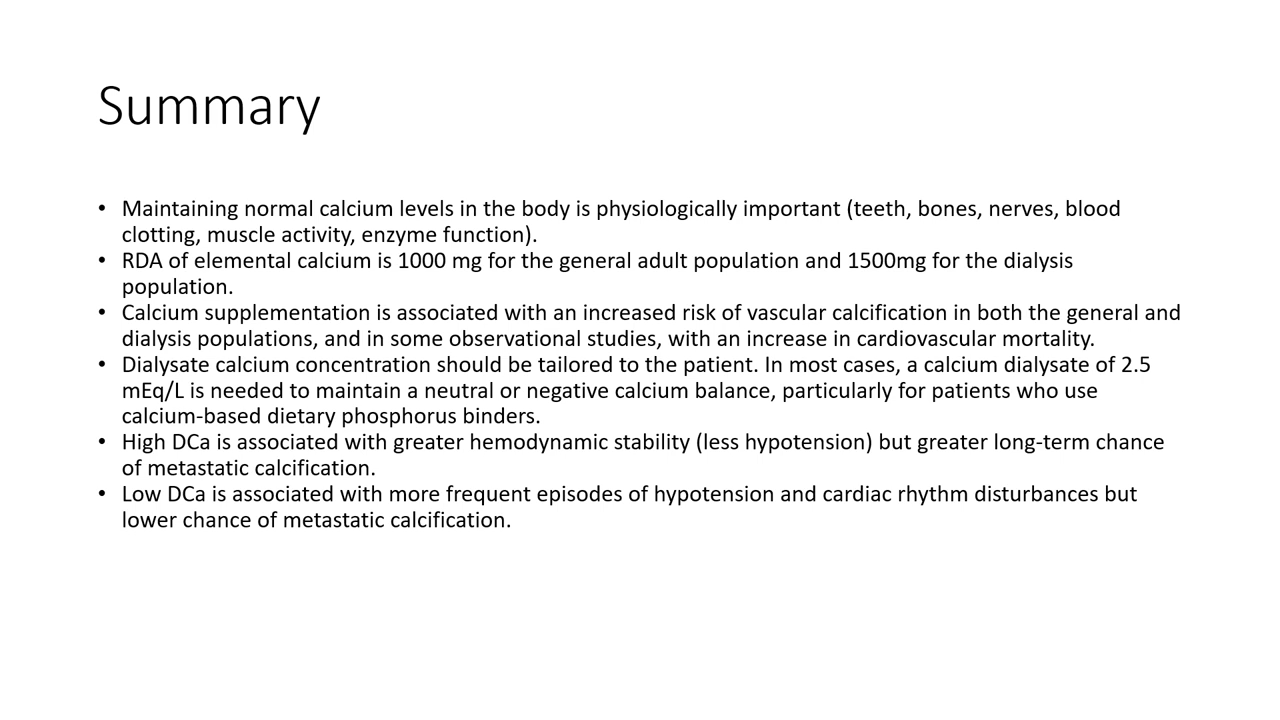 Summary
• Maintaining normal calcium levels in the body is physiologically important (teeth, bones, nerves, blood
clotting, muscle activity, enzyme function).
• RDA of elemental calcium is 1000 mg for the general adult population and 1500mg for the dialysis
population.
• Calcium supplementation is associated with an increased risk of vascular calcification in both the general and
dialysis populations, and in some observational studies, with an increase in cardiovascular mortality.
• Dialysate calcium concentration should be tailored to the patient. In most cases, a calcium dialysate of 2.5
mEq/L is needed to maintain a neutral or negative calcium balance, particularly for patients who use
calcium-based dietary phosphorus binders.
• High DCa is associated with greater hemodynamic stability (less hypotension) but greater long-term chance
of metastatic calcification.
• Low DCa is associated with more frequent episodes of hypotension and cardiac rhythm disturbances but
lower chance of metastatic calcification.